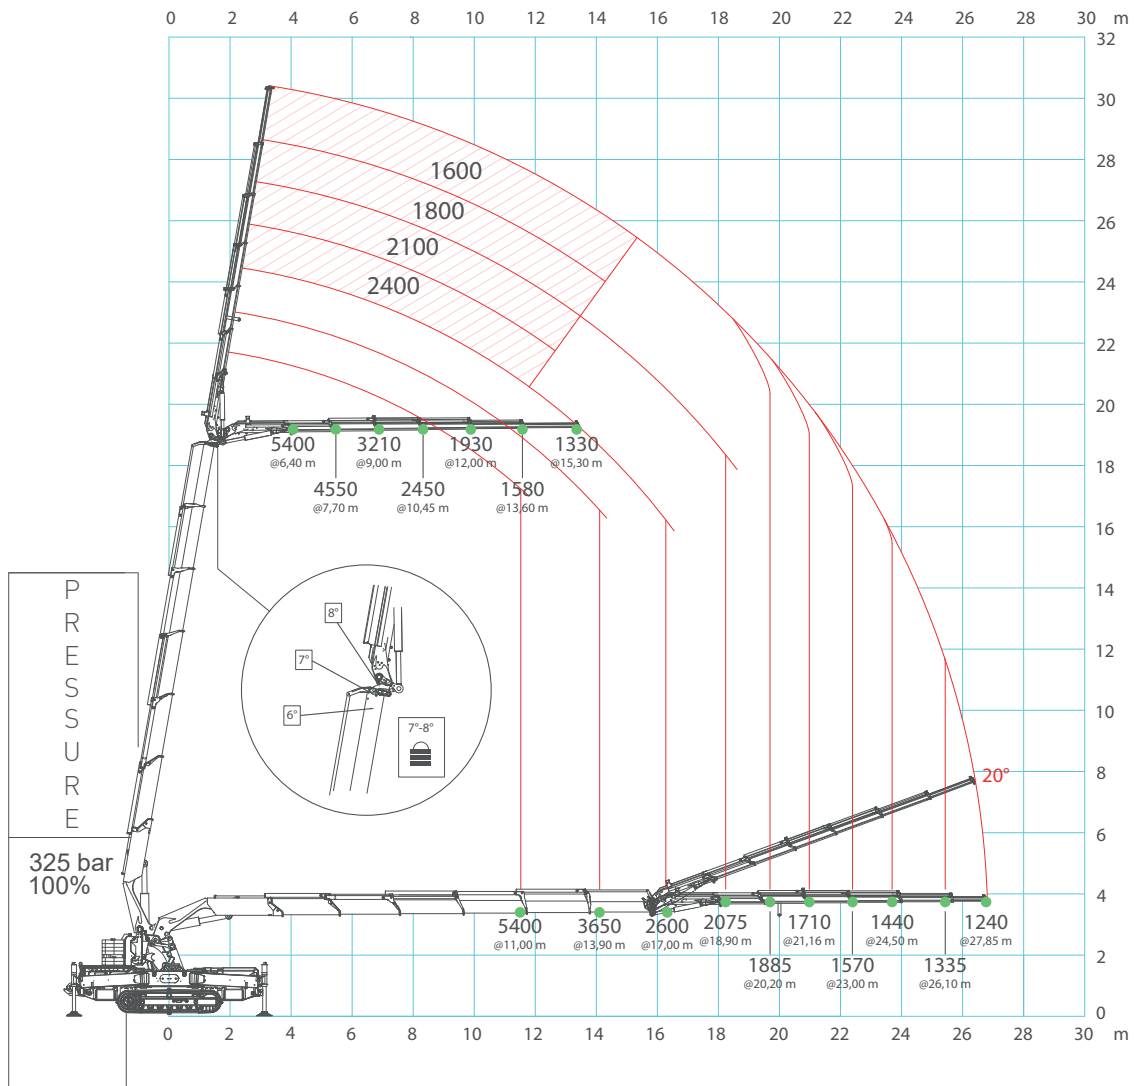 0 2 4 6 8 10 12 14 16 18 20 22 24 26 28 30 m
32
30
28
1600
26
1800
2100
24
2400
22
20
5400 3210 1930 1330
@6,40 m @9,00 m @12,00 m @15,30 m
18
4550 2450 1580
@7,70 m @10,45 m @13,60 m
16
14
P
R
E
S
S
U
R
E
8°
12
7°
6°
10
7°-8°
20°
8
325 bar
100%
6
4
5400 3650 2600 2075 1710 1440 1240
@11,00 m @13,90 m @17,00 m @18,90 m @21,16 m @24,50 m @27,85 m
2
1885 1570 1335
@20,20 m @23,00 m @26,10 m
0
0 2 4 6 8 10 12 14 16 18 20 22 24 26 28 30 m